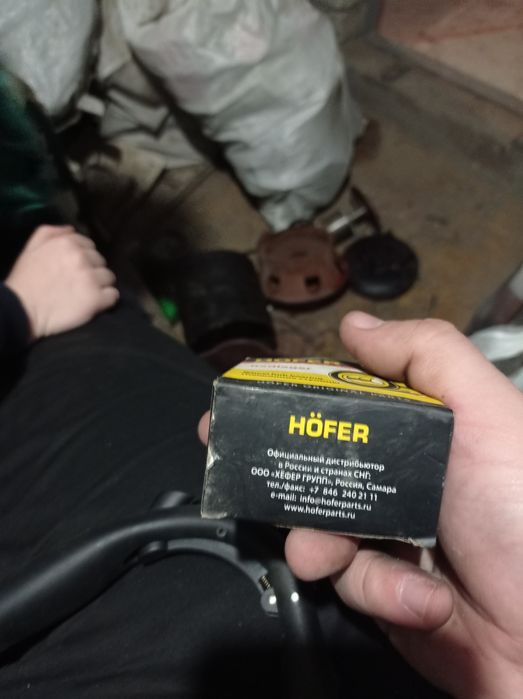 HÖFER
HÖFER
Официальный дистрибьютор
в России и странах СНГ:
ООО «ХЁФЕР ГРУПП», Россия, Самара
тел./факс: +7 846 240 21 11
e-mail: info@hoferparts.ru
www.hoferparts.ru